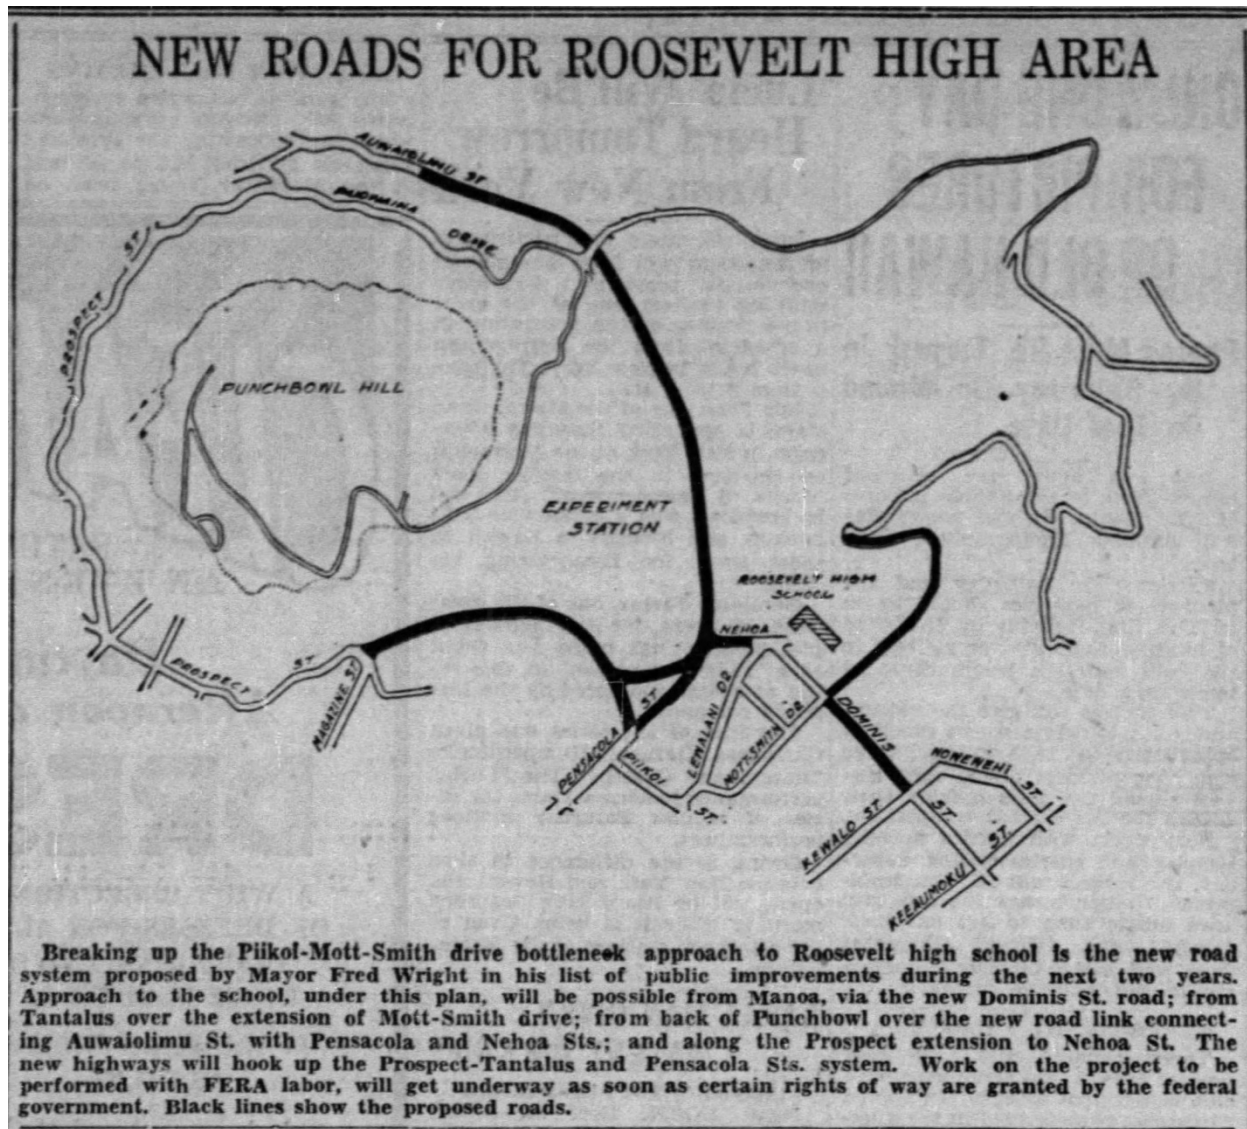 NEW ROADS FOR ROOSEVELT HIGH AREA
AUWAIOLIMU ST
PUOWAINA
DRIVE
PROSPECT
ST
PUNCHBOWL HILL
EXPERIMENT
STATION
ROOSEVELT HIGH
SCHOOL
NEHOA
PROSPECT
ST
MAGAZINE ST
PENSACOLA
ST
PIIKOI
ST.
LEWALANI DR
MOTT-SMITH DR
DOMINIS
ST
NONENEHI
ST
KEWALO ST
KEEAUMOKU
ST.
Breaking up the Piikoi-Mott-Smith drive bottleneek approach to Roosevelt high school is the new road
system proposed by Mayor Fred Wright in his list of public improvements during the next two years.
Approach to the school, under this plan, will be possible from Manoa, via the new Dominis St. road; from
Tantalus over the extension of Mott-Smith drive; from back of Punchbowl over the new road link connect-
ing Auwaiolimu St. with Pensacola and Nehoa Sts.; and along the Prospect extension to Nehoa St. The
new highways will hook up the Prospect-Tantalus and Pensacola Sts. system. Work on the project to be
performed with FERA labor, will get underway as soon as certain rights of way are granted by the federal
government. Black lines show the proposed roads.